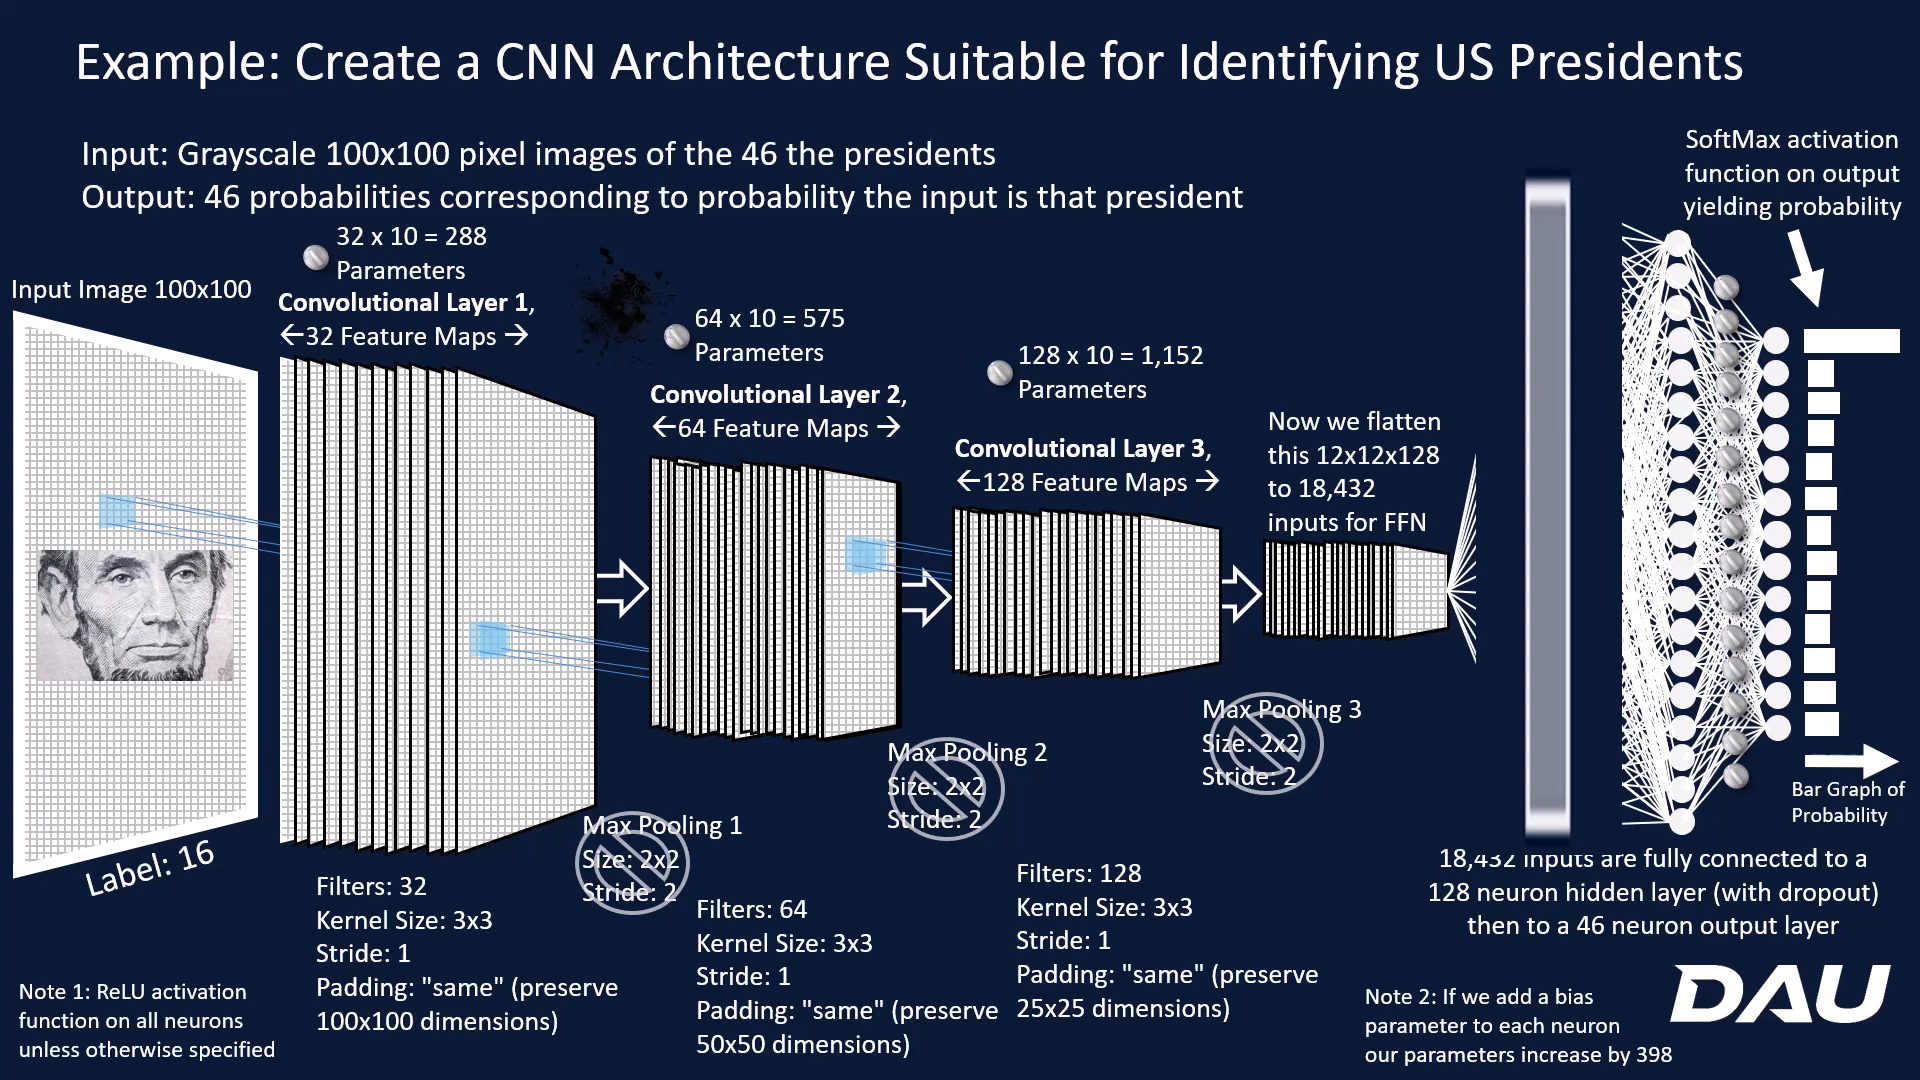 Example: Create a CNN Architecture Suitable for Identifying US Presidents
Input: Grayscale 100x100 pixel images of the 46 the presidents
Output: 46 probabilities corresponding to probability the input is that president
SoftMax activation
function on output
yielding probability
32 x 10 = 288
Parameters
Input Image 100x100
Convolutional Layer 1,
←32 Feature Maps →
64 x 10 = 575
Parameters
Convolutional Layer 2,
←64 Feature Maps →
128 x 10 = 1,152
Parameters
Convolutional Layer 3,
←128 Feature Maps →
Now we flatten
this 12x12x128
to 18,432
inputs for FFN
Label: 16
Max Pooling 1
Size: 2x2
Stride: 2
Max Pooling 2
Size: 2x2
Stride: 2
Max Pooling 3
Size: 2x2
Stride: 2
Bar Graph of
Probability
Filters: 32
Kernel Size: 3x3
Stride: 1
Padding: "same" (preserve
100x100 dimensions)
Filters: 64
Kernel Size: 3x3
Stride: 1
Padding: "same" (preserve
50x50 dimensions)
Filters: 128
Kernel Size: 3x3
Stride: 1
Padding: "same" (preserve
25x25 dimensions)
18,432 inputs are fully connected to a
128 neuron hidden layer (with dropout)
then to a 46 neuron output layer
Note 1: ReLU activation
function on all neurons
unless otherwise specified
Note 2: If we add a bias
parameter to each neuron
our parameters increase by 398
DAU